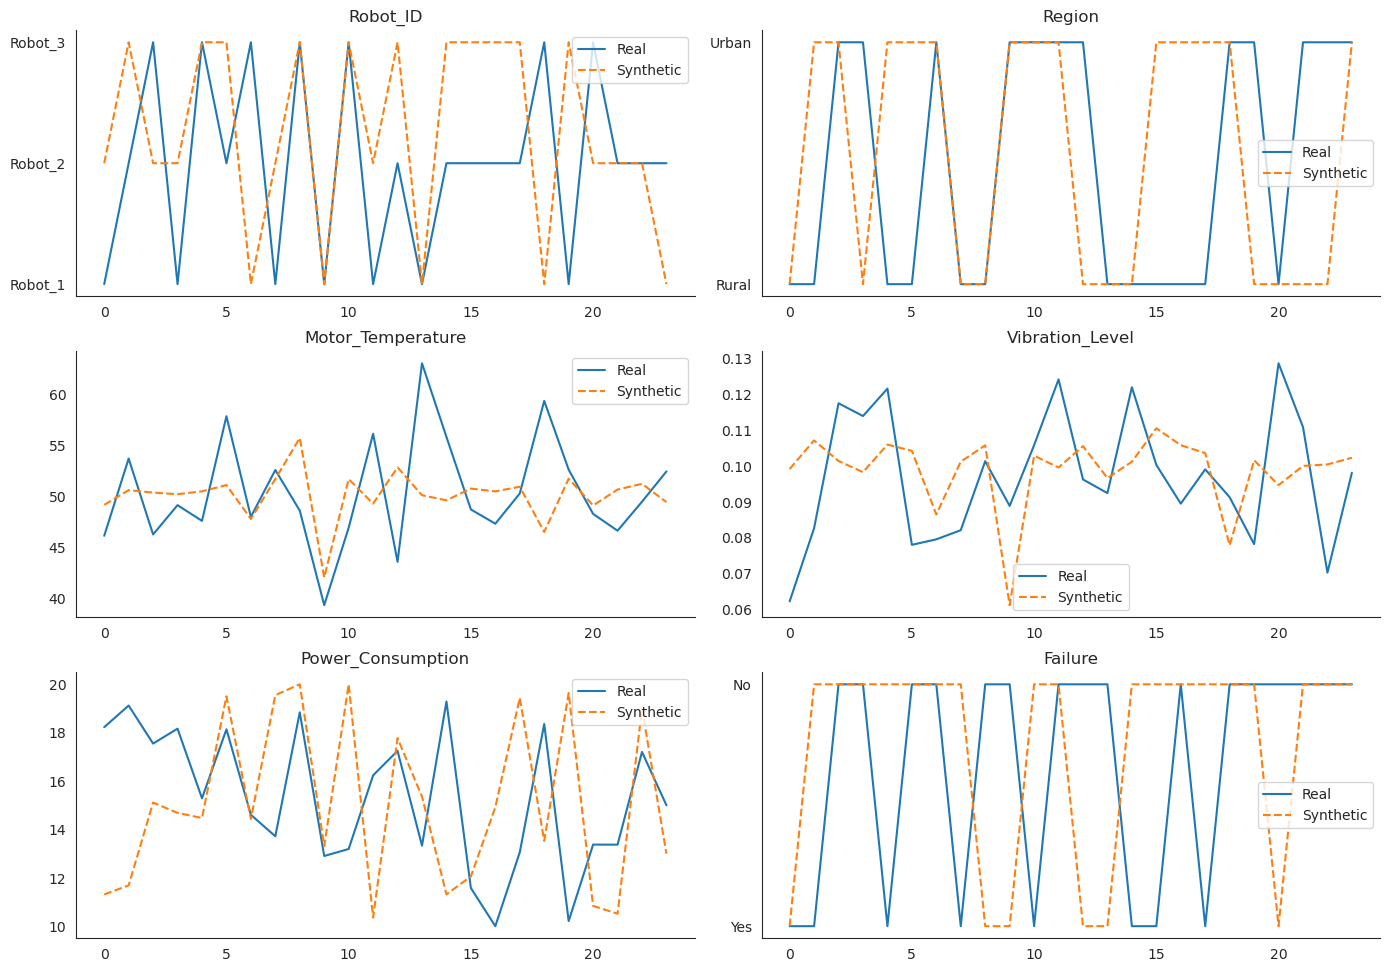 Robot_ID
Robot_3
Robot_2
Robot_1
Real
Synthetic
0 5 10 15 20
Region
Urban
Rural
Real
Synthetic
0 5 10 15 20
Motor_Temperature
60
55
50
45
40
Real
Synthetic
0 5 10 15 20
Vibration_Level
0.13
0.12
0.11
0.10
0.09
0.08
0.07
0.06
Real
Synthetic
0 5 10 15 20
Power_Consumption
20
18
16
14
12
10
Real
Synthetic
0 5 10 15 20
Failure
No
Yes
Real
Synthetic
0 5 10 15 20